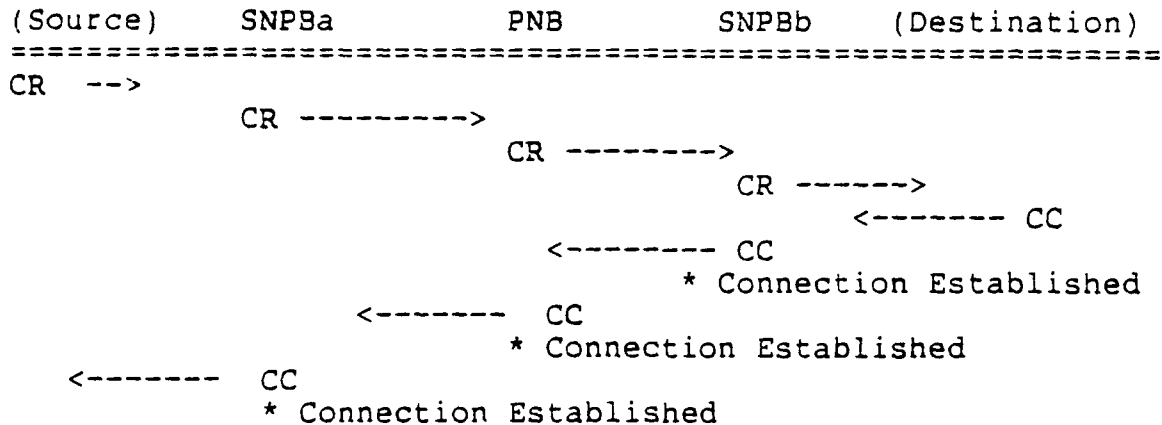 (Source) SNPBa PNB SNPBb (Destination)
==============================================================
CR -->
CR --------->
CR -------->
CR ------>
<------- CC
<-------- CC
* Connection Established
<------- CC
* Connection Established
<------- CC
* Connection Established